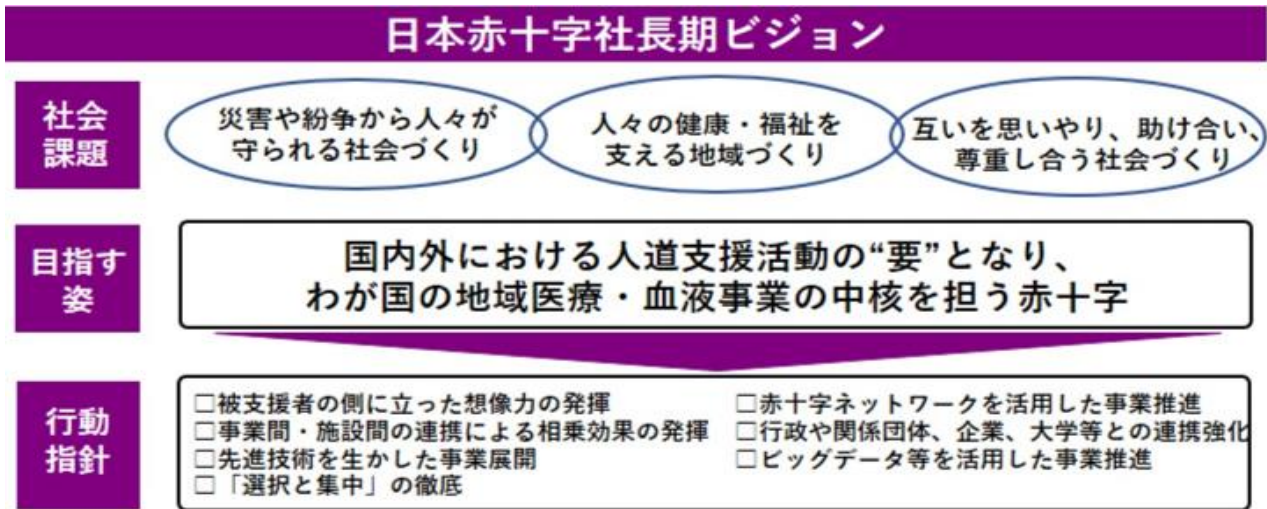 日本赤十字社長期ビジョン
社会
課題
災害や紛争から人々が
守られる社会づくり
人々の健康・福祉を
支える地域づくり
互いを思いやり、助け合い、
尊重し合う社会づくり
目指す
姿
国内外における人道支援活動の“要”となり、
わが国の地域医療・血液事業の中核を担う赤十字
行動
指針
□被支援者の側に立った想像力の発揮
□事業間・施設間の連携による相乗効果の発揮
□先進技術を生かした事業展開
□「選択と集中」の徹底
□赤十字ネットワークを活用した事業推進
□行政や関係団体、企業、大学等との連携強化
□ビッグデータ等を活用した事業推進